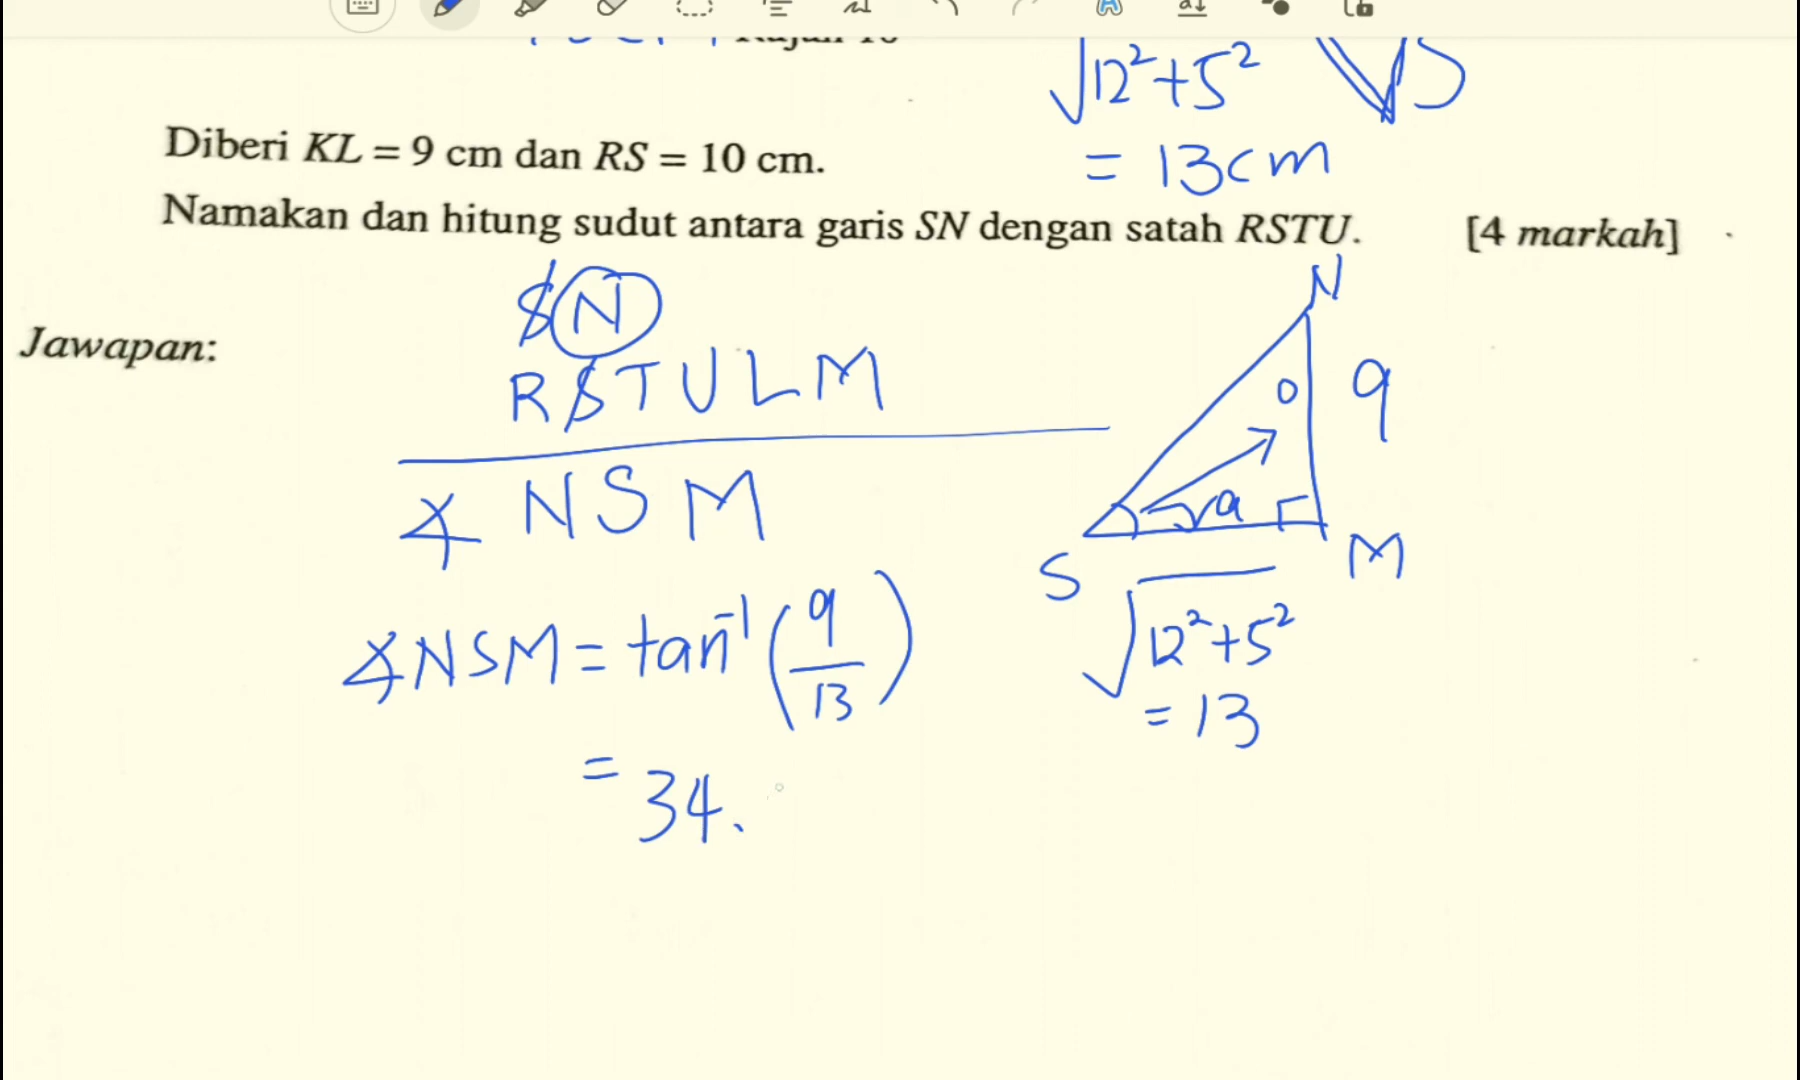 √12²+5²
= 13cm
Diberi KL = 9 cm dan RS = 10 cm.
Namakan dan hitung sudut antara garis SN dengan satah RSTU. [4 markah]
Jawapan:
SN
RSTULM
∡ NSM
∡NSM = tan⁻¹(9/13)
= 34.
N
o
9
a
S
M
√12²+5²
= 13